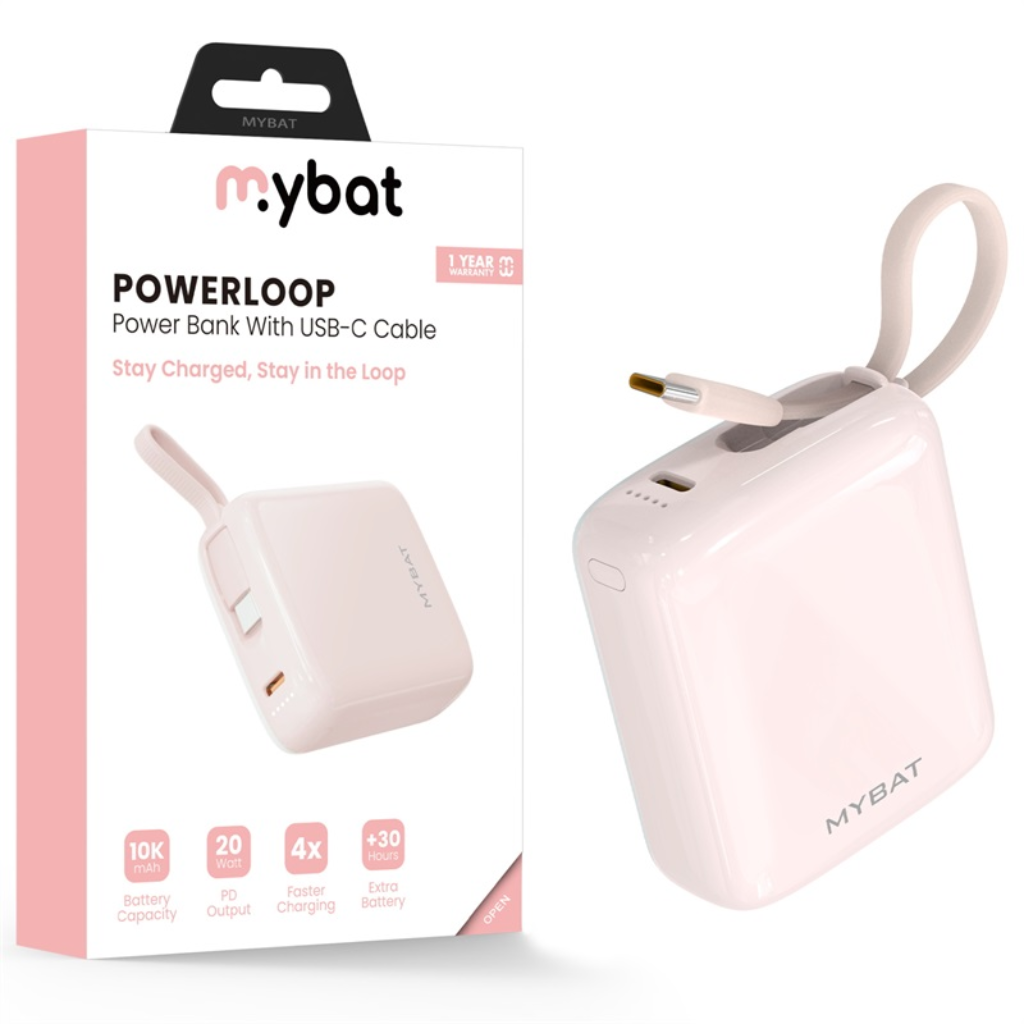 MYBAT
mybat
1 YEAR
WARRANTY
POWERLOOP
Power Bank With USB-C Cable
Stay Charged, Stay in the Loop
MYBAT
10K
mAh
Battery
Capacity
20
Watt
PD
Output
4x
Faster
Charging
+30
Hours
Extra
Battery
OPEN
MYBAT